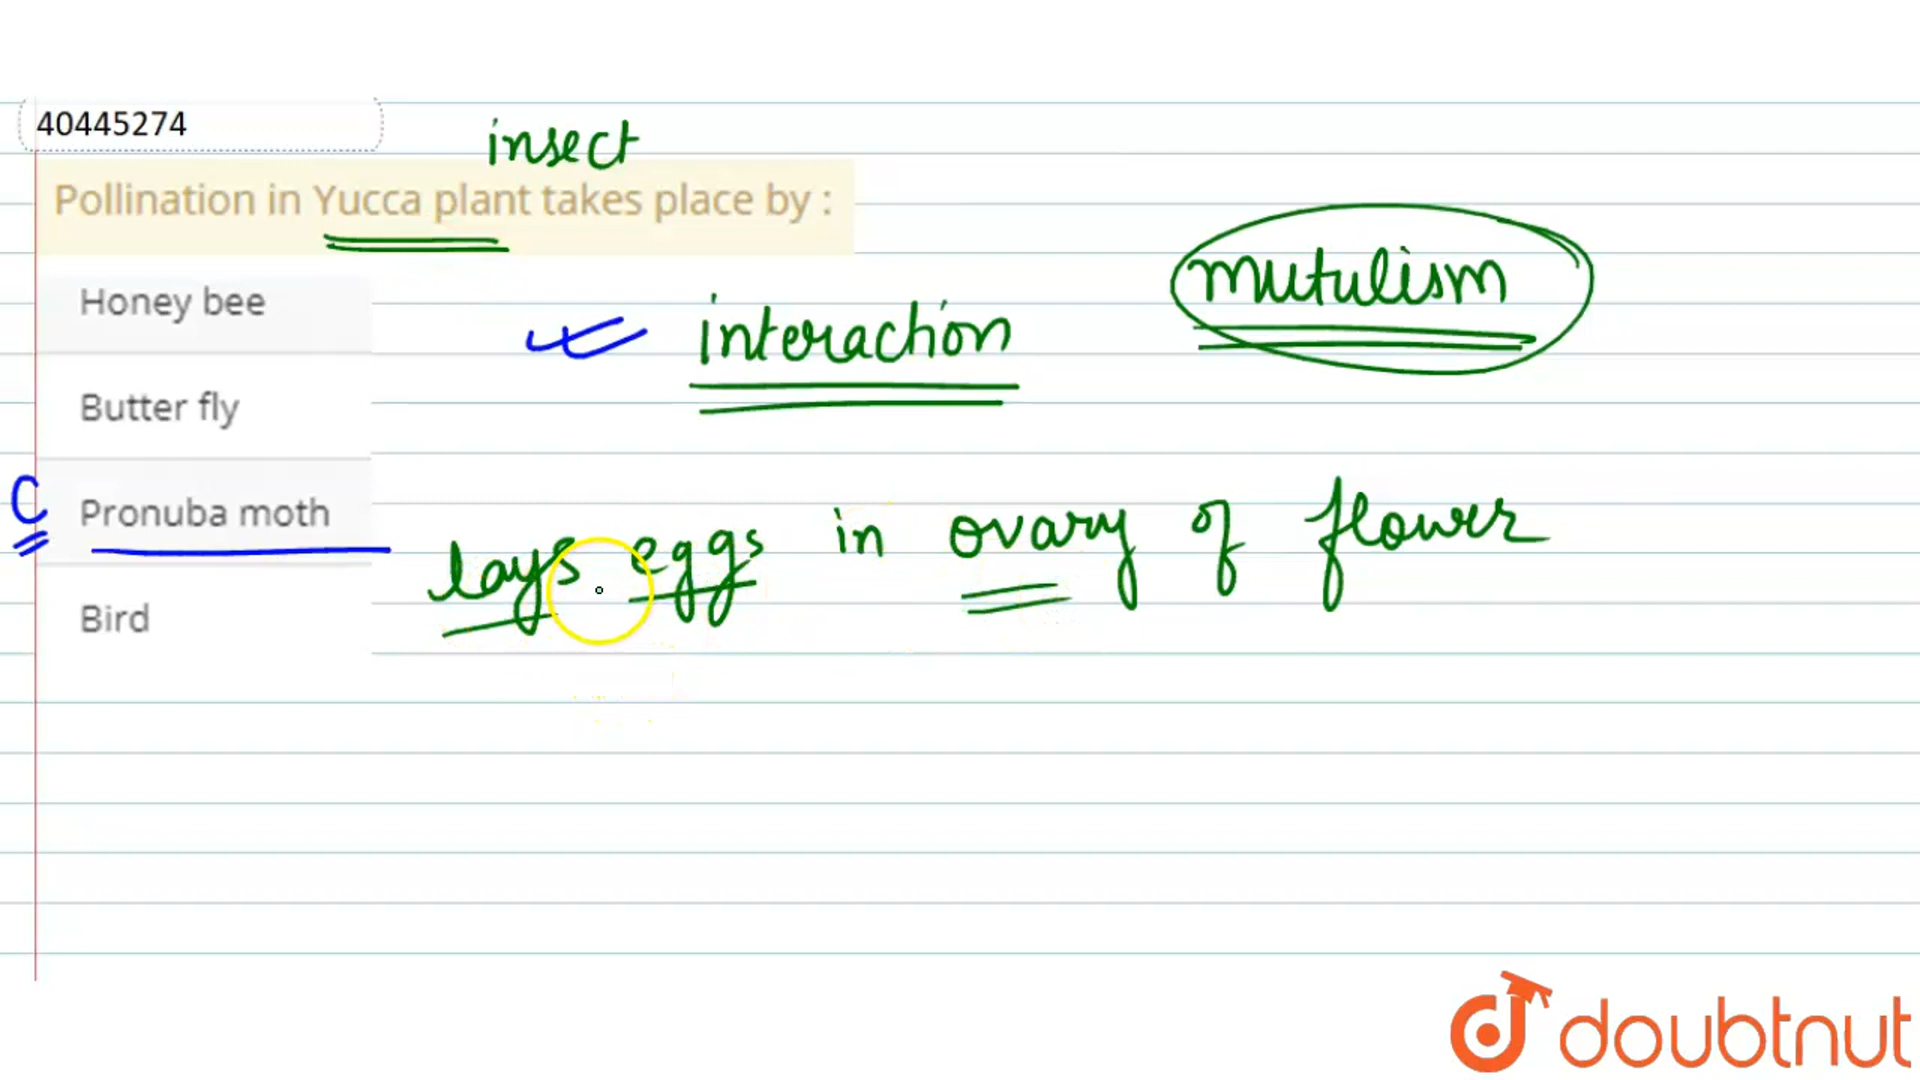 40445274
insect
Pollination in Yucca plant takes place by :
mutulism
Honey bee
interaction
Butter fly
C Pronuba moth
lays eggs in ovary of flower
Bird
doubtnut